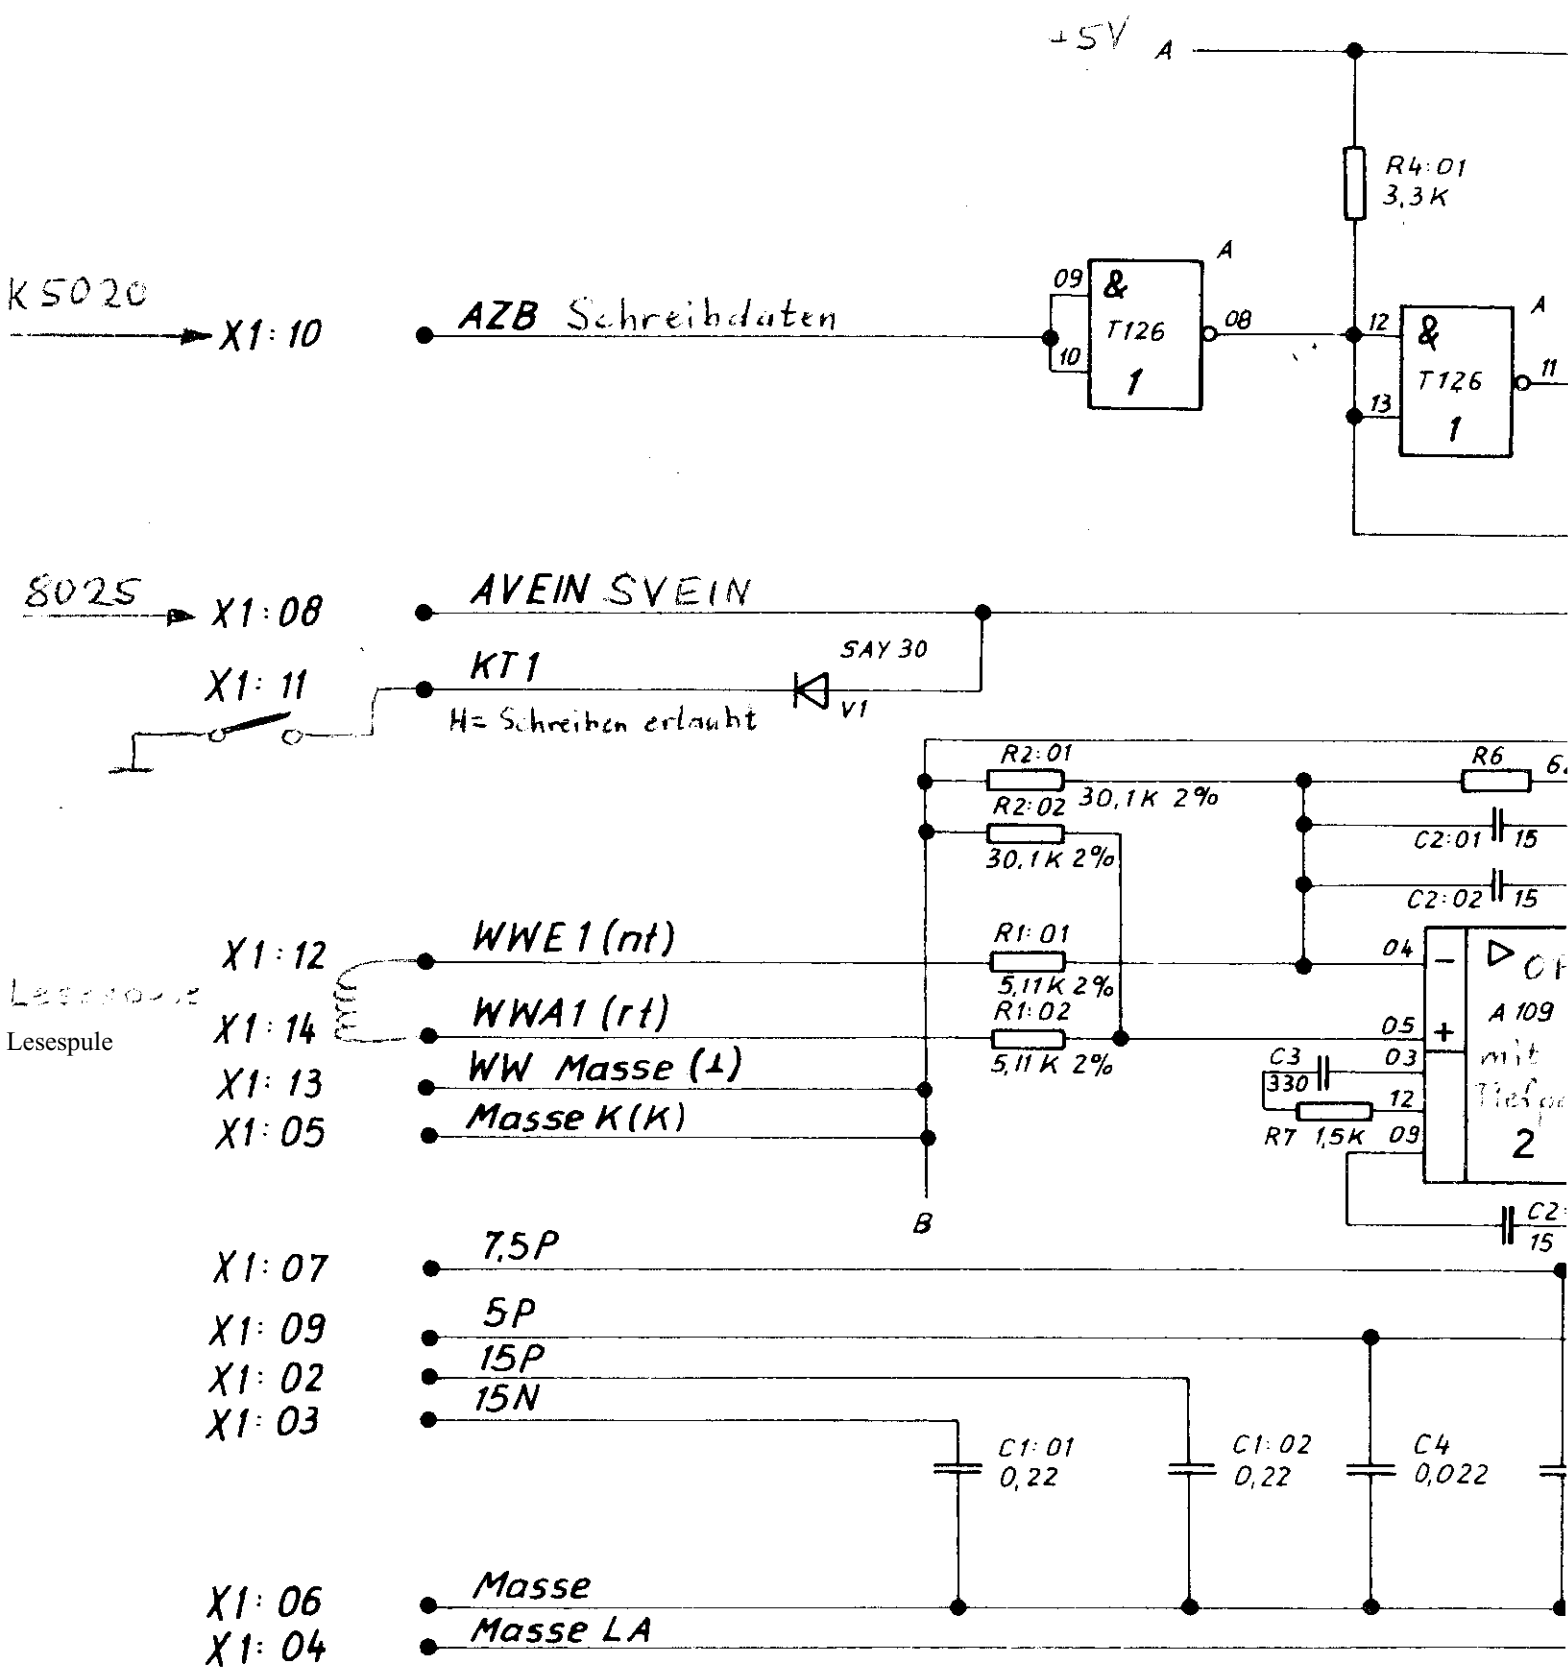 +5V A
R4:01
3,3K
K5020
X1:10
AZB Schreibdaten
09
10
&
T126
1
A
08
12
13
&
T126
1
A
11
8025
X1:08
AVEIN SVEIN
X1:11
KT1
H= Schreiben erlaubt
SAY 30
V1
R2:01
30,1K 2%
R2:02
30,1K 2%
R6
C2:01
15
C2:02
15
X1:12
WWE1 (nt)
R1:01
5,11K 2%
04
-
Lesespule
Lesespule
X1:14
WWA1 (rt)
R1:02
5,11K 2%
05
+
A 109
mit
2
C3
330
03
R7
1,5K
12
09
X1:13
WW Masse (⊥)
X1:05
Masse K(K)
B
C2:
15
X1:07
7,5P
X1:09
5P
X1:02
15P
X1:03
15N
C1:01
0,22
C1:02
0,22
C4
0,022
X1:06
Masse
X1:04
Masse LA